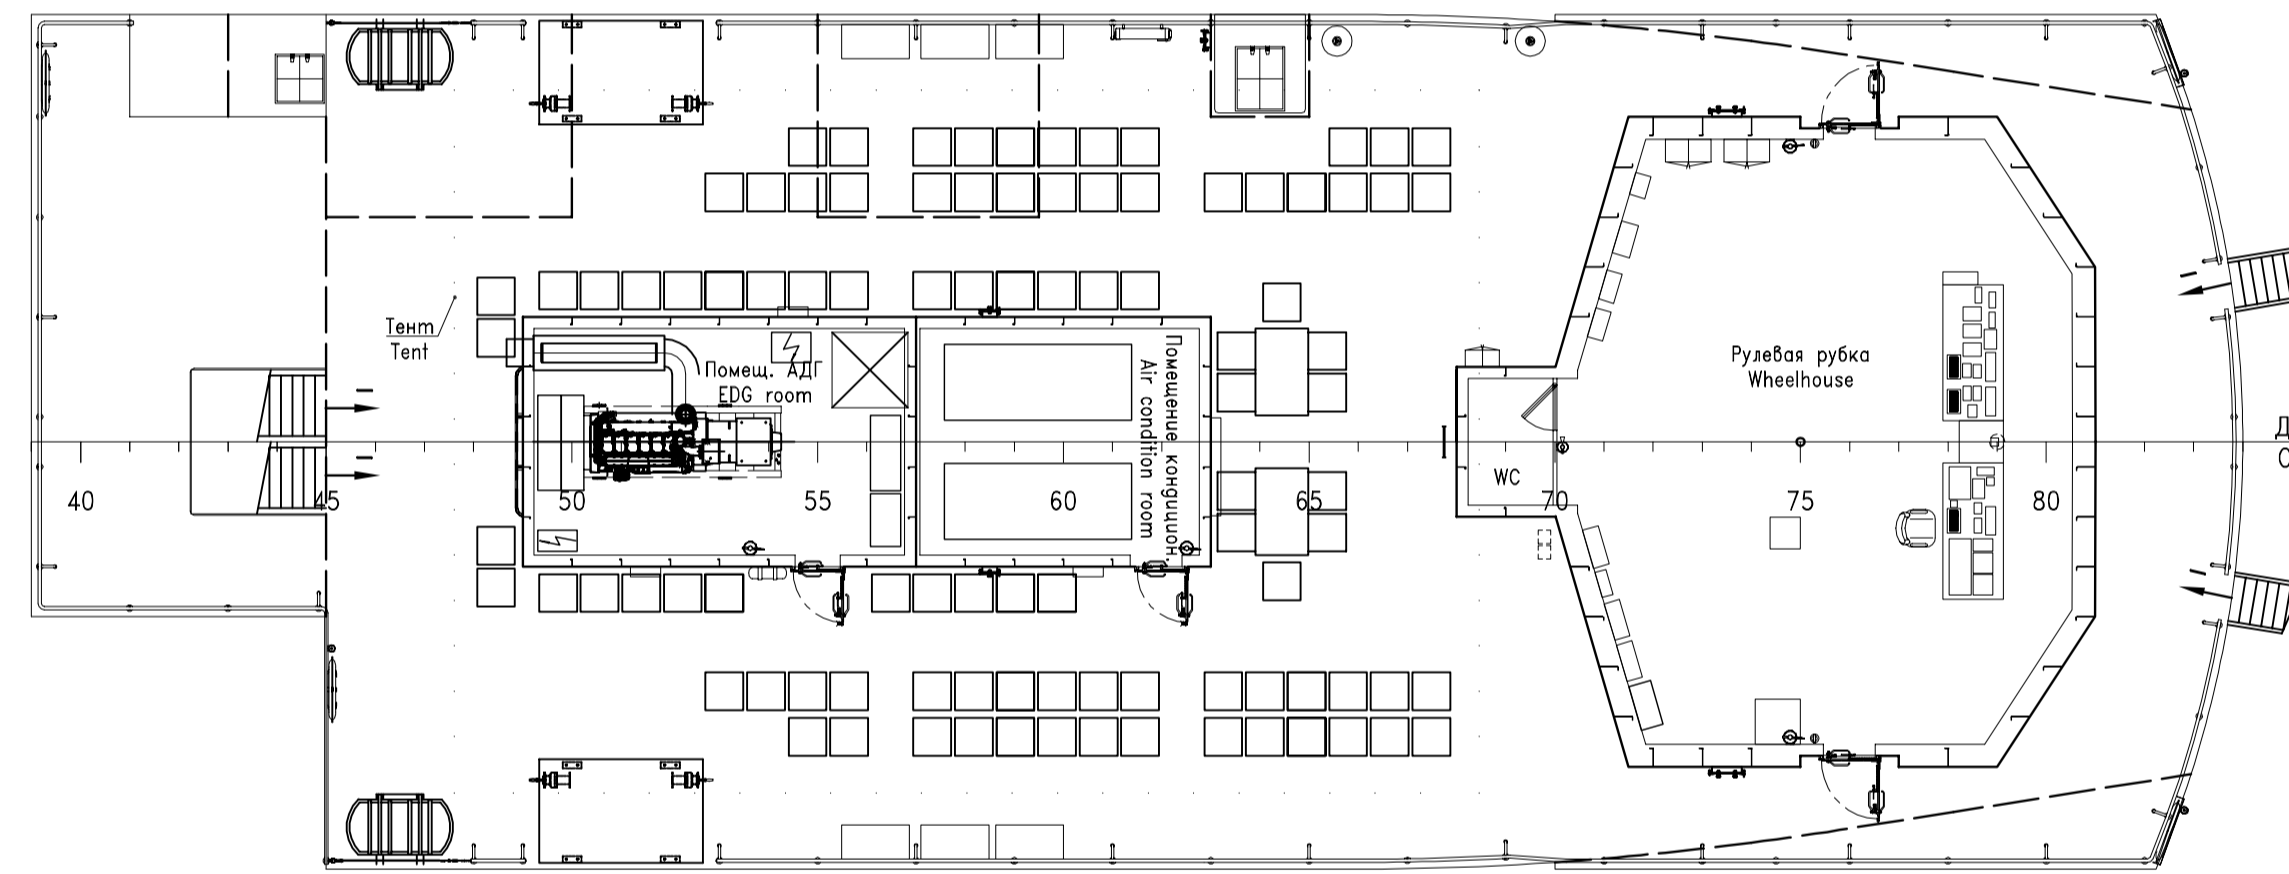 Тент
Tent
Помещ. АДГ
EDG room
Помещение кондицион.
Air condition room
Рулевая рубка
Wheelhouse
WC
40
45
50
55
60
65
70
75
80